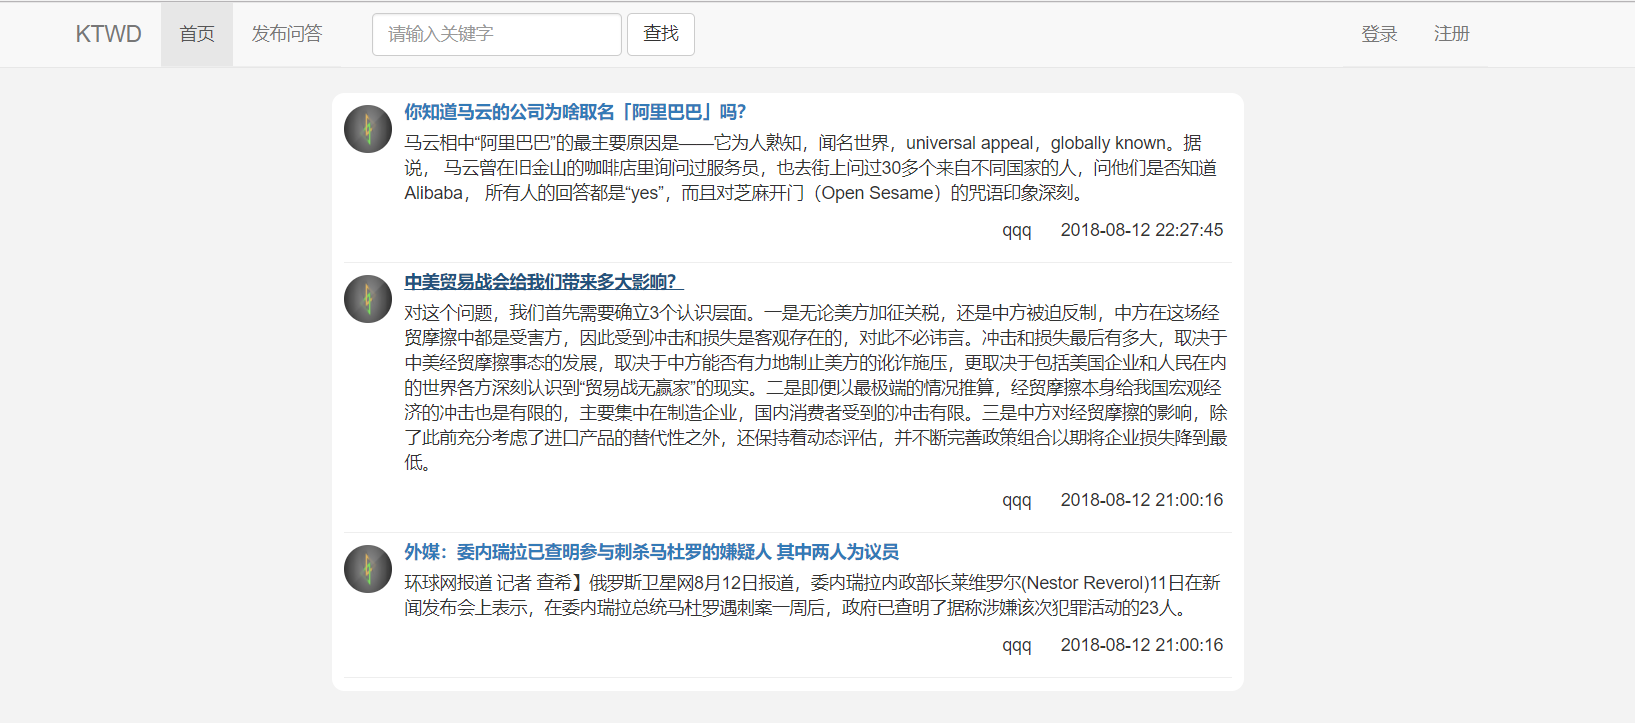 KTWD 首页 发布问答 请输入关键字 查找 登录 注册
你知道马云的公司为啥取名「阿里巴巴」吗?
马云相中“阿里巴巴”的最主要原因是——它为人熟知，闻名世界，universal appeal，globally known。据
说， 马云曾在旧金山的咖啡店里询问过服务员，也去街上问过30多个来自不同国家的人，问他们是否知道
Alibaba， 所有人的回答都是“yes”，而且对芝麻开门（Open Sesame）的咒语印象深刻。
qqq 2018-08-12 22:27:45
中美贸易战会给我们带来多大影响？
对这个问题，我们首先需要确立3个认识层面。一是无论美方加征关税，还是中方被迫反制，中方在这场经
贸摩擦中都是受害方，因此受到冲击和损失是客观存在的，对此不必讳言。冲击和损失最后有多大，取决于
中美经贸摩擦事态的发展，取决于中方能否有力地制止美方的讹诈施压，更取决于包括美国企业和人民在内
的世界各方深刻认识到“贸易战无赢家”的现实。二是即便以最极端的情况推算，经贸摩擦本身给我国宏观经
济的冲击也是有限的，主要集中在制造企业，国内消费者受到的冲击有限。三是中方对经贸摩擦的影响，除
了此前充分考虑了进口产品的替代性之外，还保持着动态评估，并不断完善政策组合以期将企业损失降到最
低。
qqq 2018-08-12 21:00:16
外媒：委内瑞拉已查明参与刺杀马杜罗的嫌疑人 其中两人为议员
环球网报道 记者 查希】俄罗斯卫星网8月12日报道，委内瑞拉内政部长莱维罗尔(Nestor Reverol)11日在新
闻发布会上表示，在委内瑞拉总统马杜罗遇刺案一周后，政府已查明了据称涉嫌该次犯罪活动的23人。
qqq 2018-08-12 21:00:16